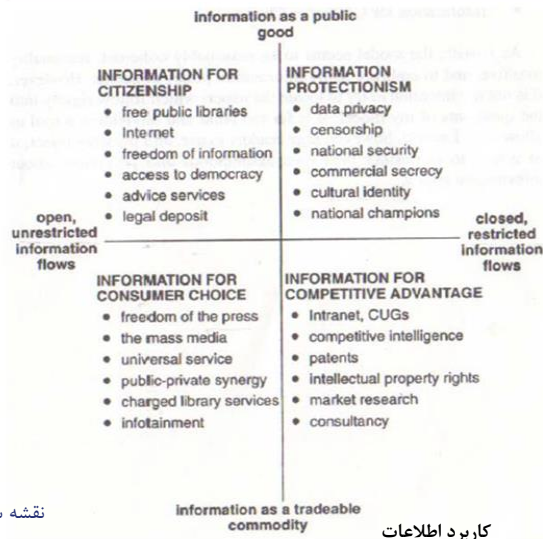 information as a public
good
INFORMATION FOR
CITIZENSHIP
• free public libraries
• Internet
• freedom of information
• access to democracy
• advice services
• legal deposit
INFORMATION
PROTECTIONISM
• data privacy
• censorship
• national security
• commercial secrecy
• cultural identity
• national champions
open,
unrestricted
information
flows
closed,
restricted
information
flows
INFORMATION FOR
CONSUMER CHOICE
• freedom of the press
• the mass media
• universal service
• public-private synergy
• charged library services
• infotainment
INFORMATION FOR
COMPETITIVE ADVANTAGE
• Intranet, CUGs
• competitive intelligence
• patents
• intellectual property rights
• market research
• consultancy
information as a tradeable
commodity
نقشه
کاربرد اطلاعات